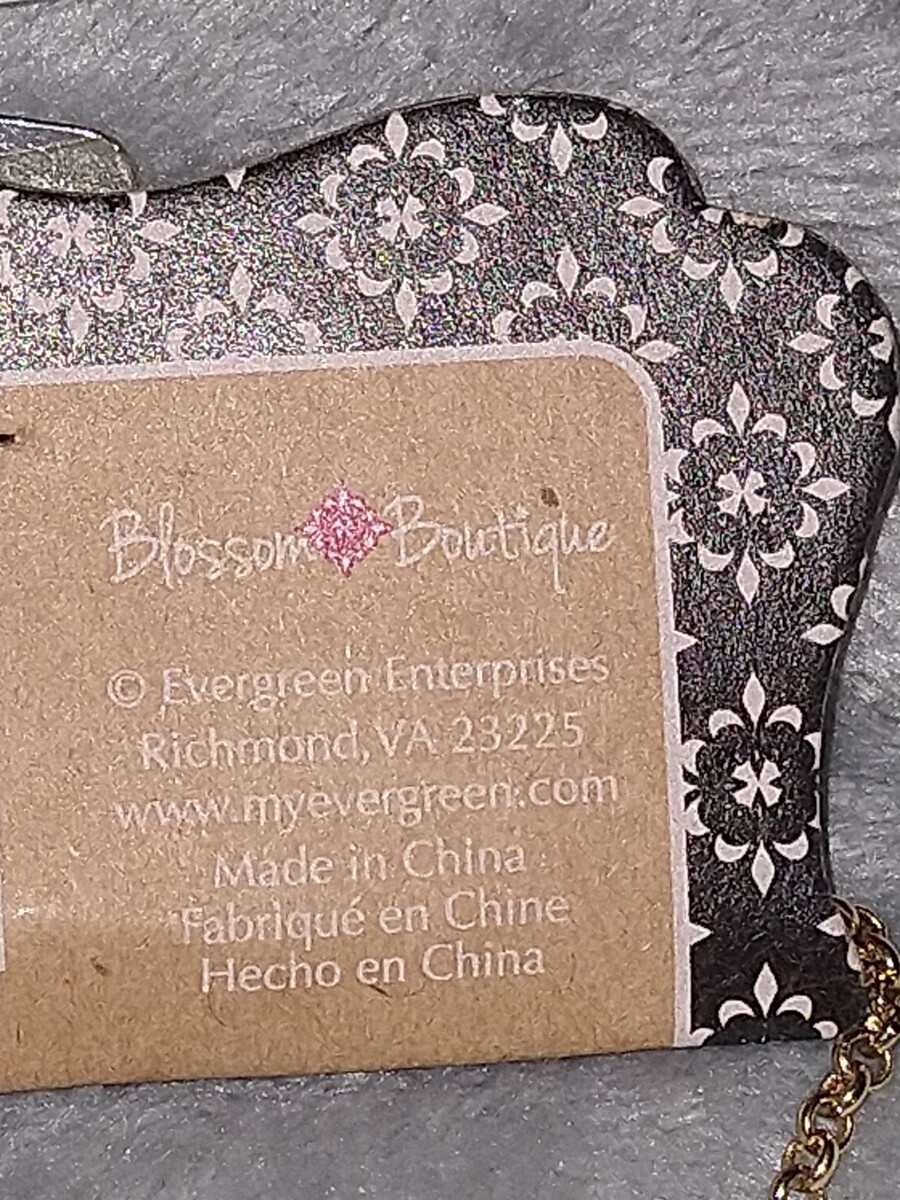 Blossom Boutique
© Evergreen Enterprises
Richmond, VA 23225
www.myevergreen.com
Made in China
Fabriqué en Chine
Hecho en China